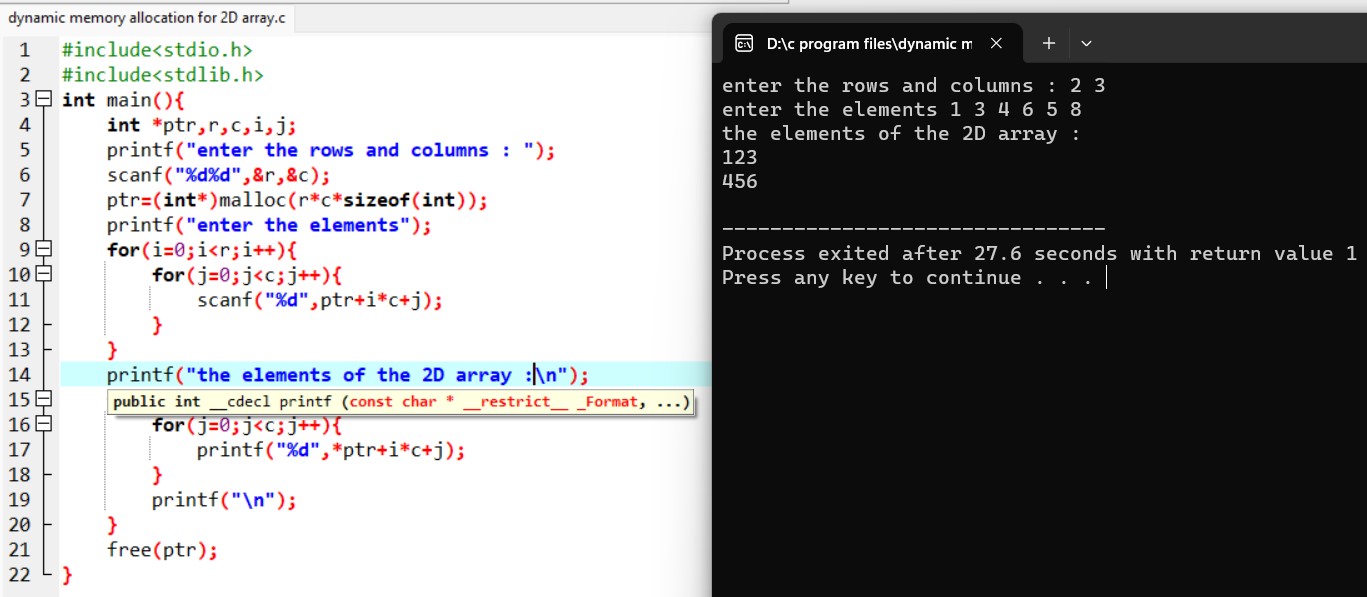 dynamic memory allocation for 2D array.c
1 #include<stdio.h>
2 #include<stdlib.h>
3 int main(){
4 int *ptr,r,c,i,j;
5 printf("enter the rows and columns : ");
6 scanf("%d%d",&r,&c);
7 ptr=(int*)malloc(r*c*sizeof(int));
8 printf("enter the elements");
9 for(i=0;i<r;i++){
10 for(j=0;j<c;j++){
11 scanf("%d",ptr+i*c+j);
12 }
13 }
14 printf("the elements of the 2D array :\n");
15
public int __cdecl printf (const char * __restrict__ _Format, ...)
16 for(j=0;j<c;j++){
17 printf("%d",*ptr+i*c+j);
18 }
19 printf("\n");
20 }
21 free(ptr);
22 }
D:\c program files\dynamic m
enter the rows and columns : 2 3
enter the elements 1 3 4 6 5 8
the elements of the 2D array :
123
456
--------------------------------
Process exited after 27.6 seconds with return value 1
Press any key to continue . . .